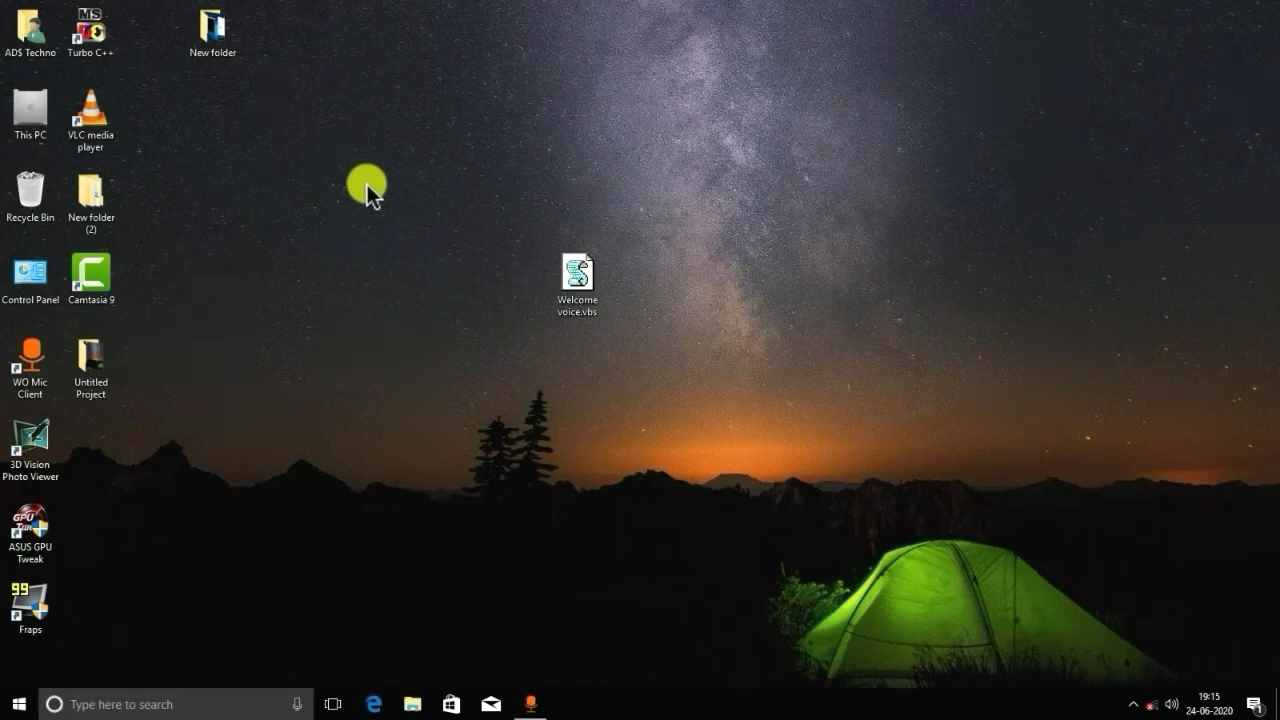 AD$ Techno
MS
Turbo C++
New folder
This PC
VLC media
player
Recycle Bin
New folder
(2)
Control Panel
Camtasia 9
Welcome
voice.vbs
WO Mic
Client
Untitled
Project
3D Vision
Photo Viewer
GPU
ASUS GPU
Tweak
99
Fraps
Type here to search
19:15
24-06-2020
1